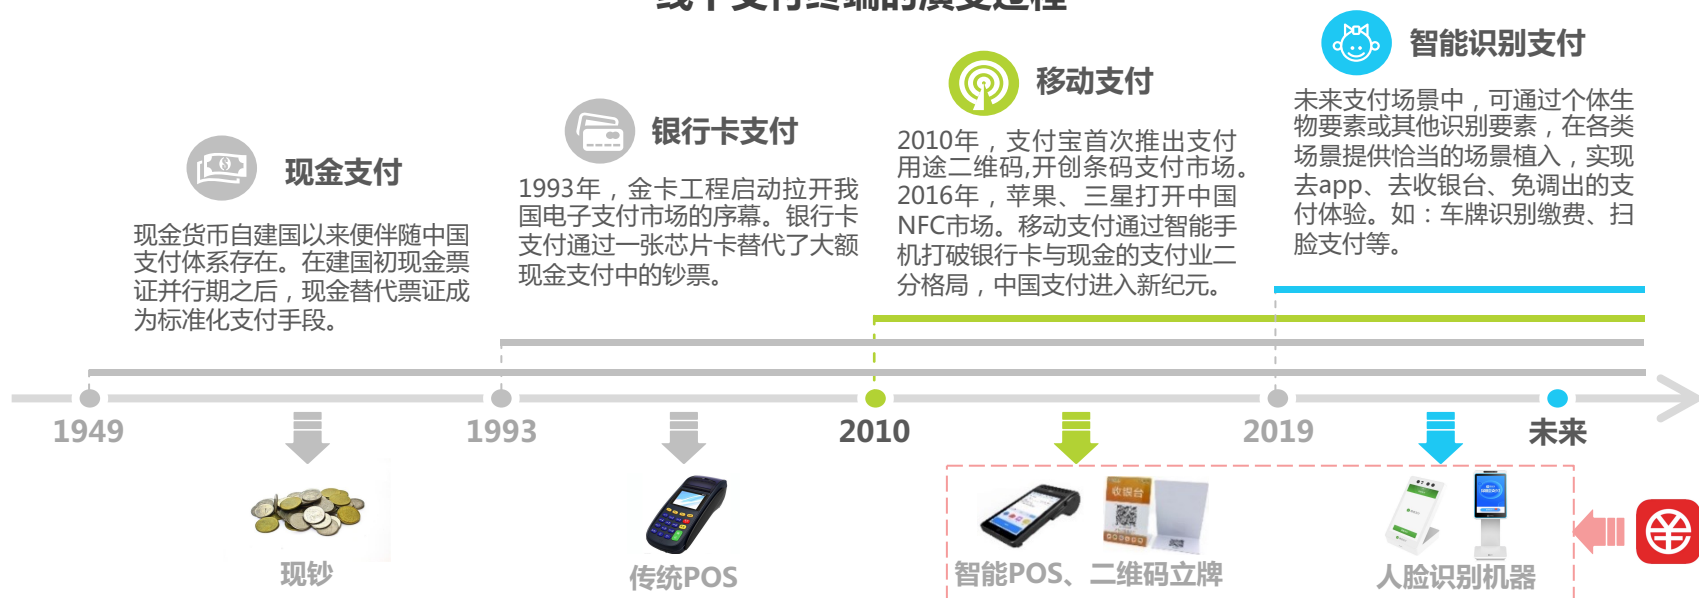 线下支付终端的演变过程
智能识别支付
未来支付场景中，可通过个体生
物要素或其他识别要素，在各类
场景提供恰当的场景植入，实现
去app、去收银台、免调出的支
付体验。如：车牌识别缴费、扫
脸支付等。
移动支付
2010年，支付宝首次推出支付
用途二维码,开创条码支付市场。
2016年，苹果、三星打开中国
NFC市场。移动支付通过智能手
机打破银行卡与现金的支付业二
分格局，中国支付进入新纪元。
银行卡支付
1993年，金卡工程启动拉开我
国电子支付市场的序幕。银行卡
支付通过一张芯片卡替代了大额
现金支付中的钞票。
现金支付
现金货币自建国以来便伴随中国
支付体系存在。在建国初现金票
证并行期之后，现金替代票证成
为标准化支付手段。
1949
1993
2010
2019
未来
收银台
现钞
传统POS
智能POS、二维码立牌
人脸识别机器